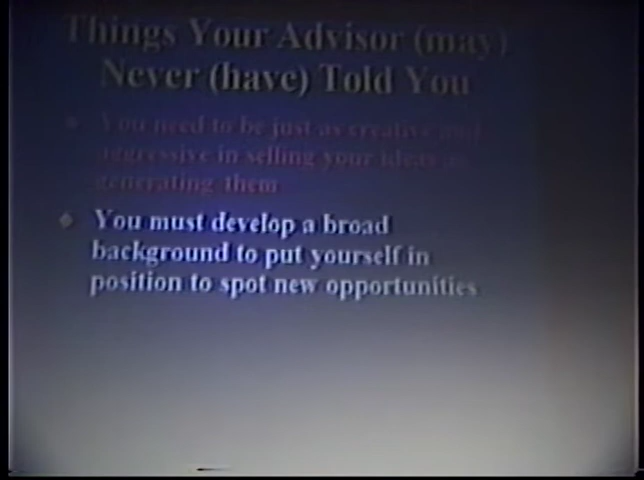 Things Your Advisor (may)
Never (have) Told You
You need to be just as creative and
aggressive in selling your ideas as
generating them
You must develop a broad
background to put yourself in
position to spot new opportunities